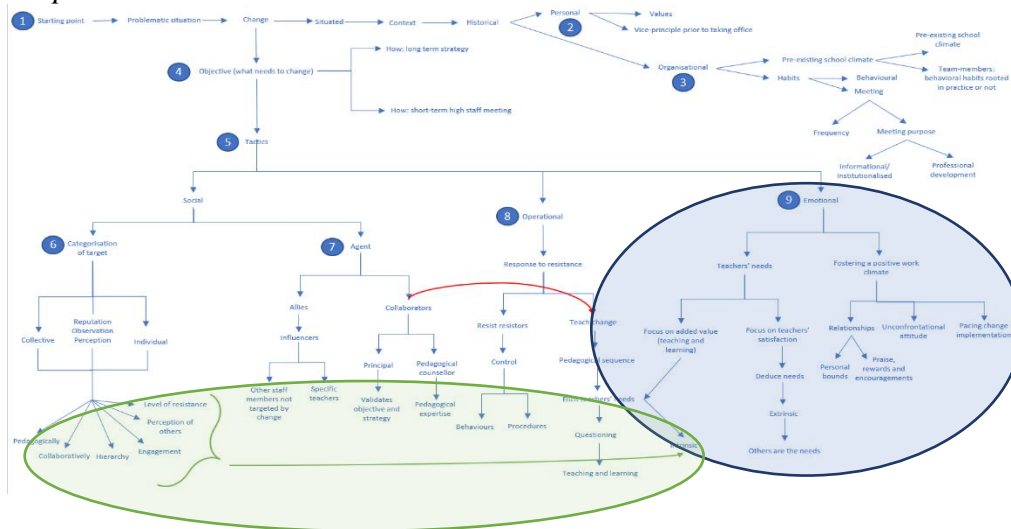 1 Starting point
Problematic situation
Change
Situated
Context
Historical
Personal
2
Values
Vice-principle prior to taking office
Organisational
3
Pre-existing school climate
Pre-existing school
climate
Team-members;
behavioral habits rooted
in practice or not
Habits
Behavioural
Meeting
Frequency
Meeting purpose
Informational/
Institutionalised
Professional
development
4 Objective (what needs to change)
How: long term strategy
How: short-term high staff meeting
5 Tactics
Social
8 Operational
9 Emotional
6 Categorisation
of target
7 Agent
Response to resistance
Teachers' needs
Fostering a positive work
climate
Collective
Reputation
Observation
Perception
Individual
Allies
Collaborators
Influencers
Principal
Pedagogical
counsellor
Resist resistors
Teach change
Control
Pedagogical sequence
Focus on added value
(teaching and
learning)
Focus on teachers'
satisfaction
Relationships
Unconfrontational
attitude
Pacing change
implementation
Personal
bounds
Praise,
rewards and
encouragements
Deduce needs
Extrinsic
Others are the needs
Other staff
members not
targeted by
change
Specific
teachers
Validates
objective and
strategy
Pedagogical
expertise
Behaviours
Procedures
teachers' needs
Questioning
Teaching and learning
Intrinsic
Level of resistance
Perception of
others
Engagement
Hierarchy
Collaboratively
Pedagogically